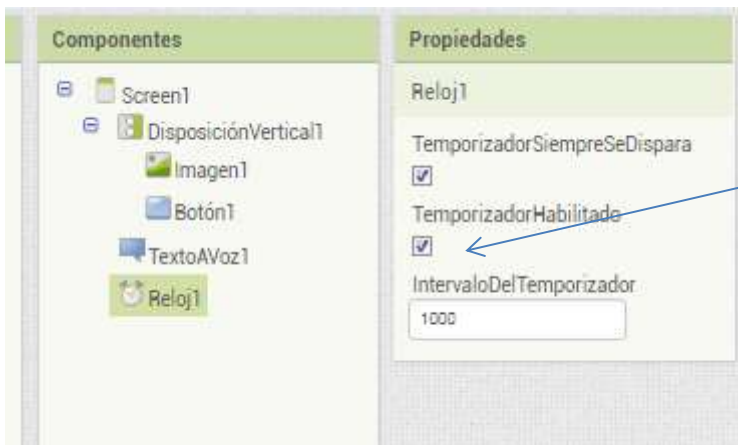 Componentes
Screen1
DisposiciónVertical1
Imagen1
Botón1
TextoAVoz1
Reloj1
Propiedades
Reloj1
TemporizadorSiempreSeDispara
TemporizadorHabilitado
IntervaloDelTemporizador
1000